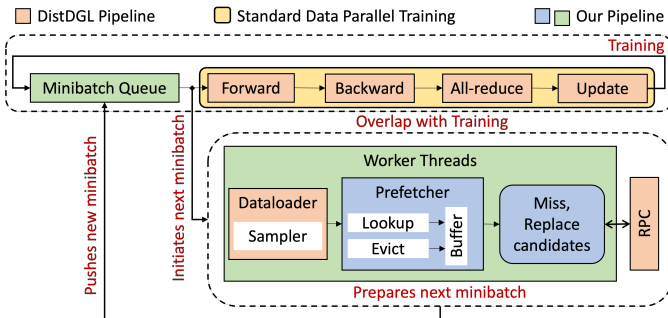 DistDGL Pipeline
Standard Data Parallel Training
Our Pipeline
Training
Minibatch Queue
Forward
Backward
All-reduce
Update
Overlap with Training
Pushes new minibatch
Initiates next minibatch
Worker Threads
Dataloader
Sampler
Prefetcher
Lookup
Evict
Buffer
Miss,
Replace
candidates
RPC
Prepares next minibatch